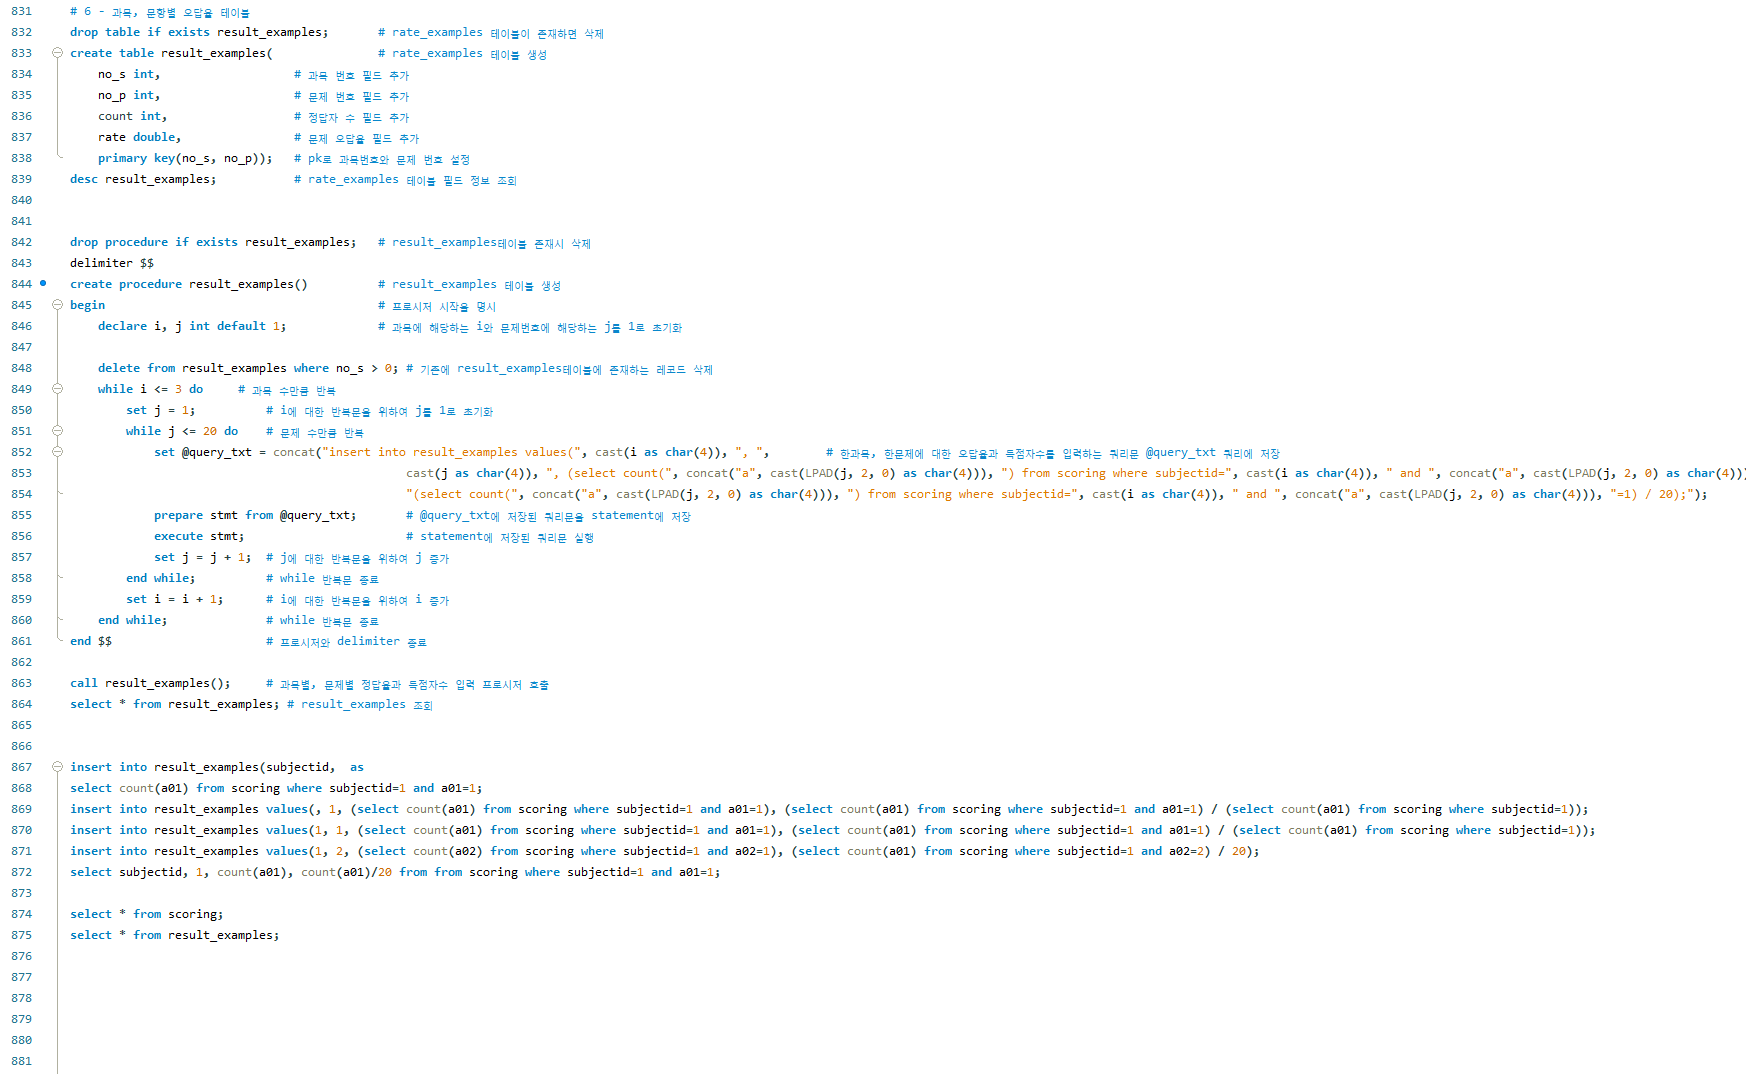 831 # 6 - 과목, 문항별 오답율 테이블
832 drop table if exists result_examples; # rate_examples 테이블이 존재하면 삭제
833 create table result_examples( # rate_examples 테이블 생성
834 no_s int, # 과목 번호 필드 추가
835 no_p int, # 문제 번호 필드 추가
836 count int, # 정답자 수 필드 추가
837 rate double, # 문제 오답율 필드 추가
838 primary key(no_s, no_p)); # pk로 과목번호와 문제 번호 설정
839 desc result_examples; # rate_examples 테이블 필드 정보 조회
840
841
842 drop procedure if exists result_examples; # result_examples테이블 존재시 삭제
843 delimiter $$
844 create procedure result_examples() # result_examples 테이블 생성
845 begin # 프로시저 시작을 명시
846 declare i, j int default 1; # 과목에 해당하는 i와 문제번호에 해당하는 j를 1로 초기화
847
848 delete from result_examples where no_s > 0; # 기존에 result_examples테이블에 존재하는 레코드 삭제
849 while i <= 3 do # 과목 수만큼 반복
850 set j = 1; # i에 대한 반복문을 위하여 j를 1로 초기화
851 while j <= 20 do # 문제 수만큼 반복
852 set @query_txt = concat("insert into result_examples values(", cast(i as char(4)), ", ", # 한과목, 한문제에 대한 오답율과 득점자수를 입력하는 쿼리문 @query_txt 쿼리에 저장
853 cast(j as char(4)), ", (select count(", concat("a", cast(LPAD(j, 2, 0) as char(4))), ") from scoring where subjectid=", cast(i as char(4)), " and ", concat("a", cast(LPAD(j, 2, 0) as char(4))
854 "(select count(", concat("a", cast(LPAD(j, 2, 0) as char(4))), ") from scoring where subjectid=", cast(i as char(4)), " and ", concat("a", cast(LPAD(j, 2, 0) as char(4))), "=1) / 20);");
855 prepare stmt from @query_txt; # @query_txt에 저장된 쿼리문을 statement에 저장
856 execute stmt; # statement에 저장된 쿼리문 실행
857 set j = j + 1; # j에 대한 반복문을 위하여 j 증가
858 end while; # while 반복문 종료
859 set i = i + 1; # i에 대한 반복문을 위하여 i 증가
860 end while; # while 반복문 종료
861 end $$ # 프로시저와 delimiter 종료
862
863 call result_examples(); # 과목별, 문제별 정답율과 득점자수 입력 프로시저 호출
864 select * from result_examples; # result_examples 조회
865
866
867 insert into result_examples(subjectid, as
868 select count(a01) from scoring where subjectid=1 and a01=1;
869 insert into result_examples values(, 1, (select count(a01) from scoring where subjectid=1 and a01=1), (select count(a01) from scoring where subjectid=1 and a01=1) / (select count(a01) from scoring where subjectid=1));
870 insert into result_examples values(1, 1, (select count(a01) from scoring where subjectid=1 and a01=1), (select count(a01) from scoring where subjectid=1 and a01=1) / (select count(a01) from scoring where subjectid=1));
871 insert into result_examples values(1, 2, (select count(a02) from scoring where subjectid=1 and a02=1), (select count(a01) from scoring where subjectid=1 and a02=2) / 20);
872 select subjectid, 1, count(a01), count(a01)/20 from from scoring where subjectid=1 and a01=1;
873
874 select * from scoring;
875 select * from result_examples;
876
877
878
879
880
881